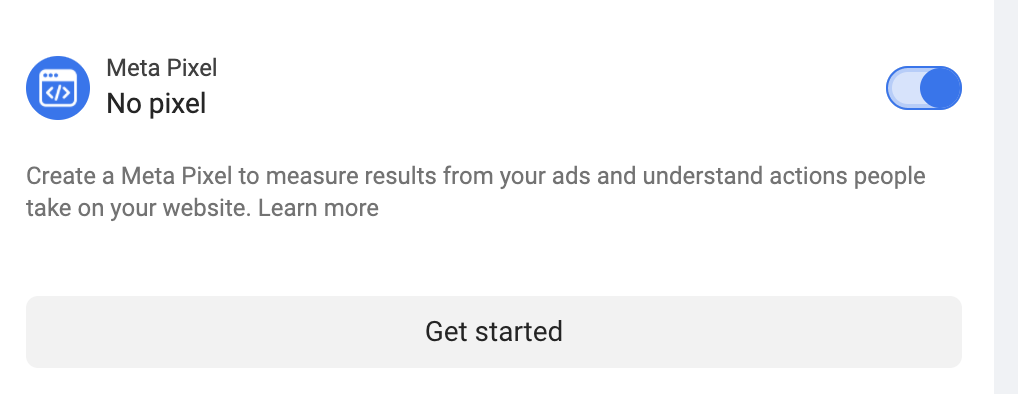 Meta Pixel
No pixel
Create a Meta Pixel to measure results from your ads and understand actions people
take on your website. Learn more
Get started